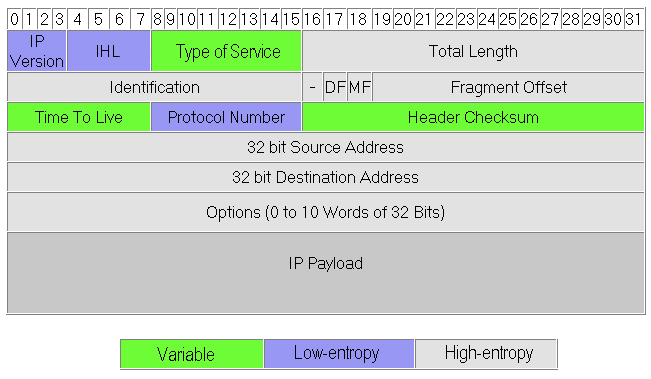 0 1 2 3 4 5 6 7 8 9 10 11 12 13 14 15 16 17 18 19 20 21 22 23 24 25 26 27 28 29 30 31
IP Version IHL Type of Service Total Length
Identification - DF MF Fragment Offset
Time To Live Protocol Number Header Checksum
32 bit Source Address
32 bit Destination Address
Options (0 to 10 Words of 32 Bits)
IP Payload
Variable Low-entropy High-entropy